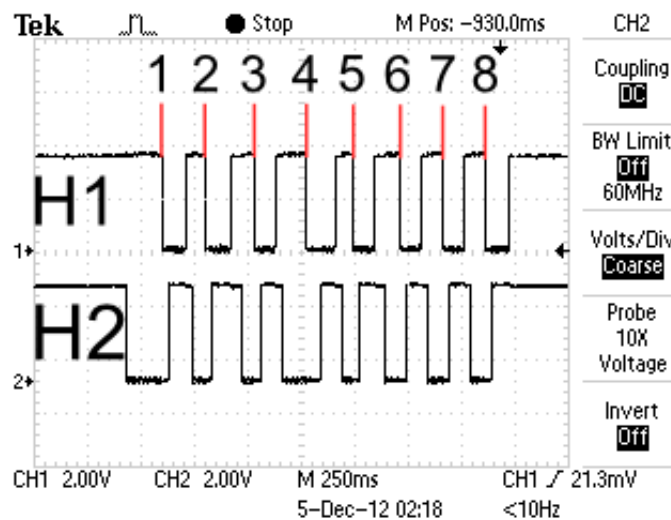 Tek Stop M Pos: -930.0ms CH2
1 2 3 4 5 6 7 8
Coupling
DC
BW Limit
Off
60MHz
H1
1
Volts/Div
Coarse
H2
2
Probe
10X
Voltage
Invert
Off
CH1 2.00V CH2 2.00V M 250ms CH1 21.3mV
5-Dec-12 02:18 <10Hz